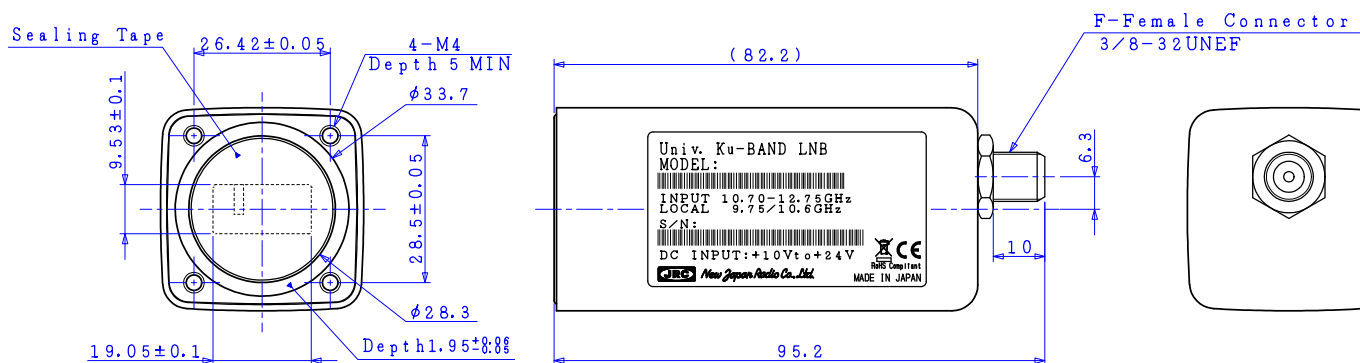 Sealing Tape
26.42±0.05
4-M4
Depth 5 MIN
φ33.7
9.53±0.1
28.5±0.05
φ28.3
Depth1.95
19.05±0.1
(82.2)
F-Female Connector
3/8-32UNEF
6.3
10
95.2
Univ. Ku-BAND LNB
MODEL:
INPUT 10.70-12.75GHz
LOCAL 9.75/10.6GHz
S/N:
DC INPUT:+10Vto+24V
CE
RoHS Compliant
JRC New Japan Radio Co., Ltd.
MADE IN JAPAN